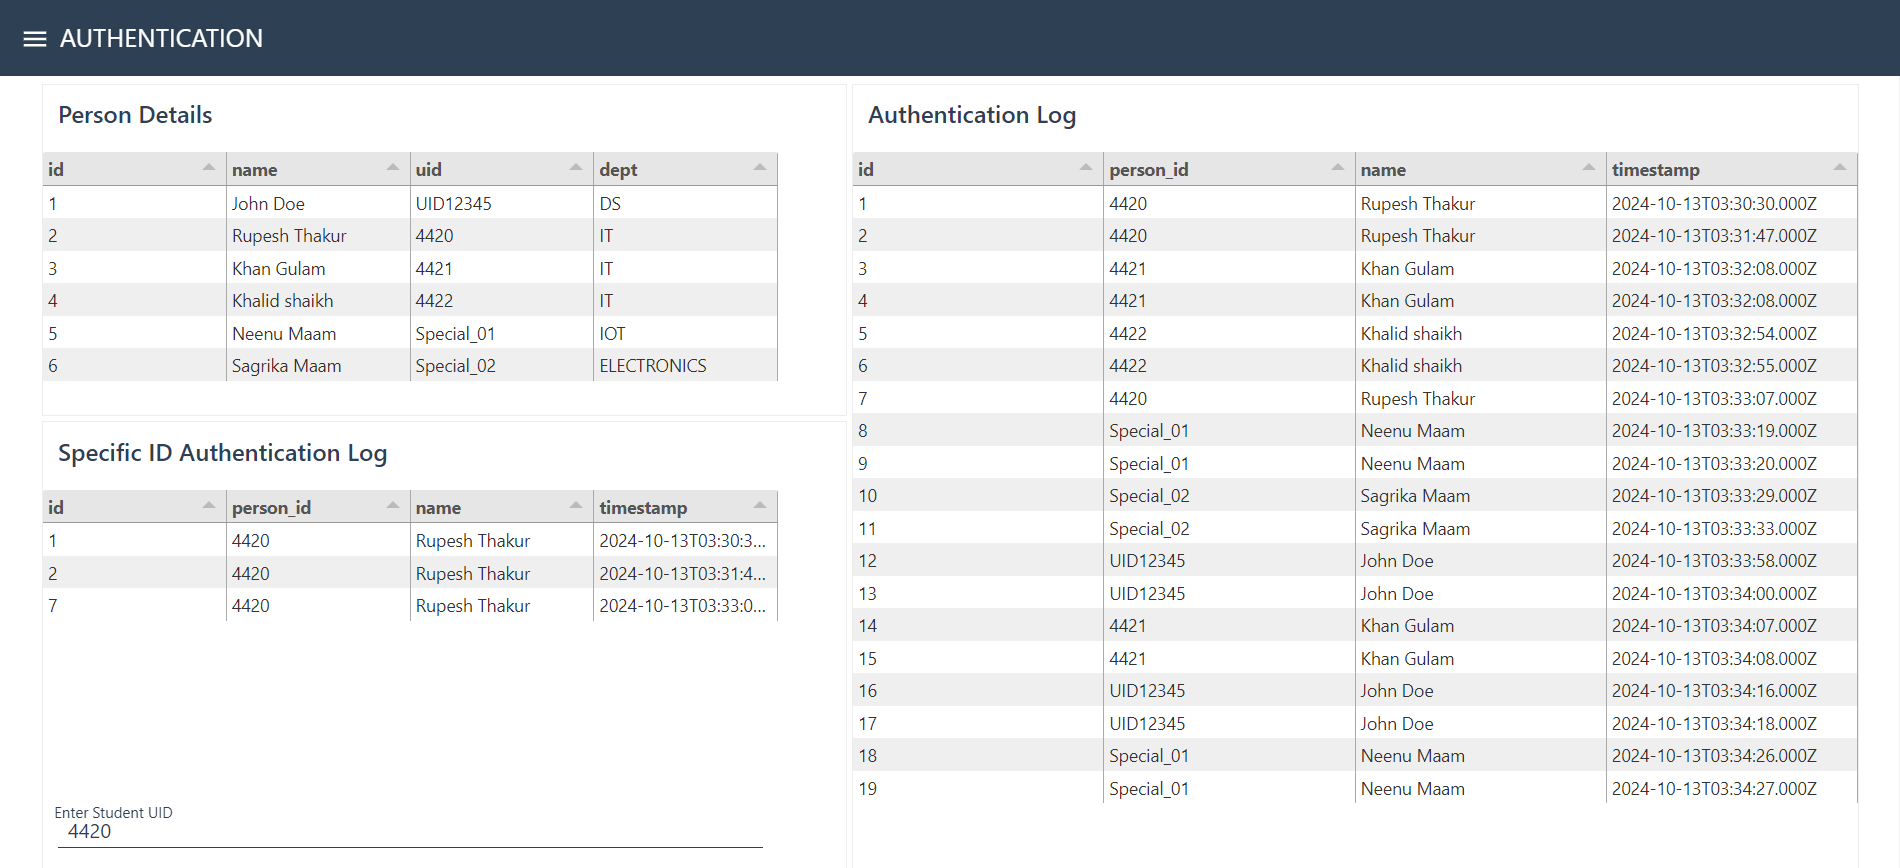 AUTHENTICATION
Person Details
id name uid dept
1 John Doe UID12345 DS
2 Rupesh Thakur 4420 IT
3 Khan Gulam 4421 IT
4 Khalid shaikh 4422 IT
5 Neenu Maam Special_01 IOT
6 Sagrika Maam Special_02 ELECTRONICS
Specific ID Authentication Log
id person_id name timestamp
1 4420 Rupesh Thakur 2024-10-13T03:30:3...
2 4420 Rupesh Thakur 2024-10-13T03:31:4...
7 4420 Rupesh Thakur 2024-10-13T03:33:0...
Enter Student UID
4420
Authentication Log
id person_id name timestamp
1 4420 Rupesh Thakur 2024-10-13T03:30:30.000Z
2 4420 Rupesh Thakur 2024-10-13T03:31:47.000Z
3 4421 Khan Gulam 2024-10-13T03:32:08.000Z
4 4421 Khan Gulam 2024-10-13T03:32:08.000Z
5 4422 Khalid shaikh 2024-10-13T03:32:54.000Z
6 4422 Khalid shaikh 2024-10-13T03:32:55.000Z
7 4420 Rupesh Thakur 2024-10-13T03:33:07.000Z
8 Special_01 Neenu Maam 2024-10-13T03:33:19.000Z
9 Special_01 Neenu Maam 2024-10-13T03:33:20.000Z
10 Special_02 Sagrika Maam 2024-10-13T03:33:29.000Z
11 Special_02 Sagrika Maam 2024-10-13T03:33:33.000Z
12 UID12345 John Doe 2024-10-13T03:33:58.000Z
13 UID12345 John Doe 2024-10-13T03:34:00.000Z
14 4421 Khan Gulam 2024-10-13T03:34:07.000Z
15 4421 Khan Gulam 2024-10-13T03:34:08.000Z
16 UID12345 John Doe 2024-10-13T03:34:16.000Z
17 UID12345 John Doe 2024-10-13T03:34:18.000Z
18 Special_01 Neenu Maam 2024-10-13T03:34:26.000Z
19 Special_01 Neenu Maam 2024-10-13T03:34:27.000Z